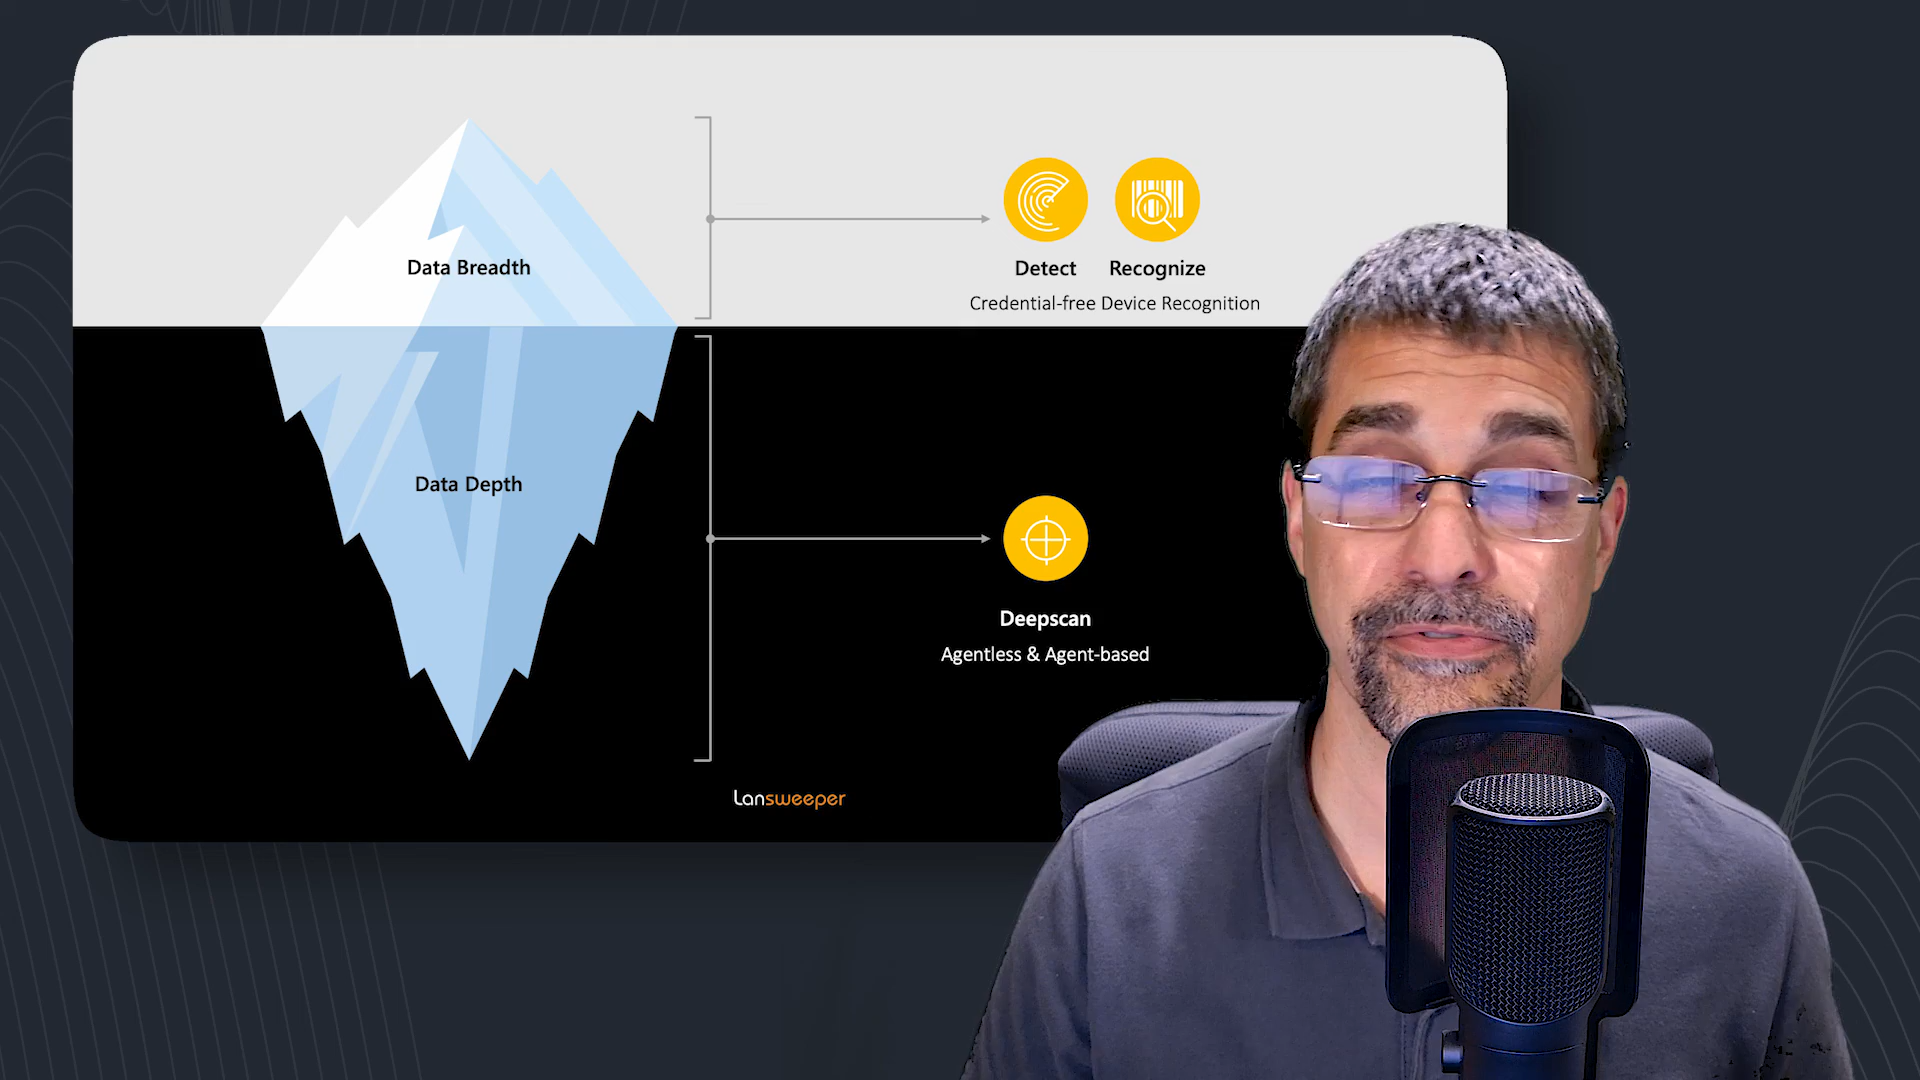 Data Breadth
Detect
Recognize
Credential-free Device Recognition
Data Depth
Deepscan
Agentless & Agent-based
Lansweeper